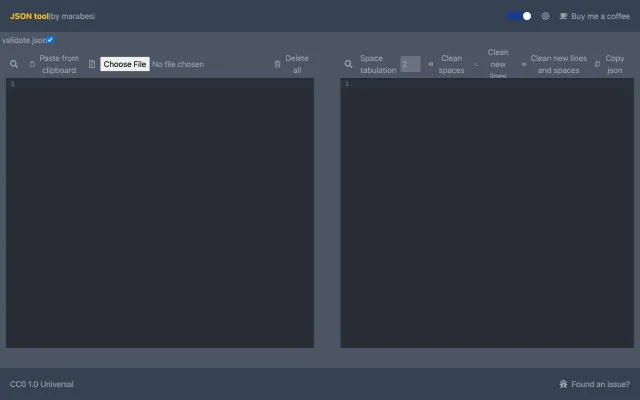 JSON tool|by marabesi
Buy me a coffee
validate json
Paste from clipboard
Choose File No file chosen
Delete all
Space tabulation
2
Clean spaces
Clean new lines
Clean new lines and spaces
Copy json
1
1
CC0 1.0 Universal
Found an issue?